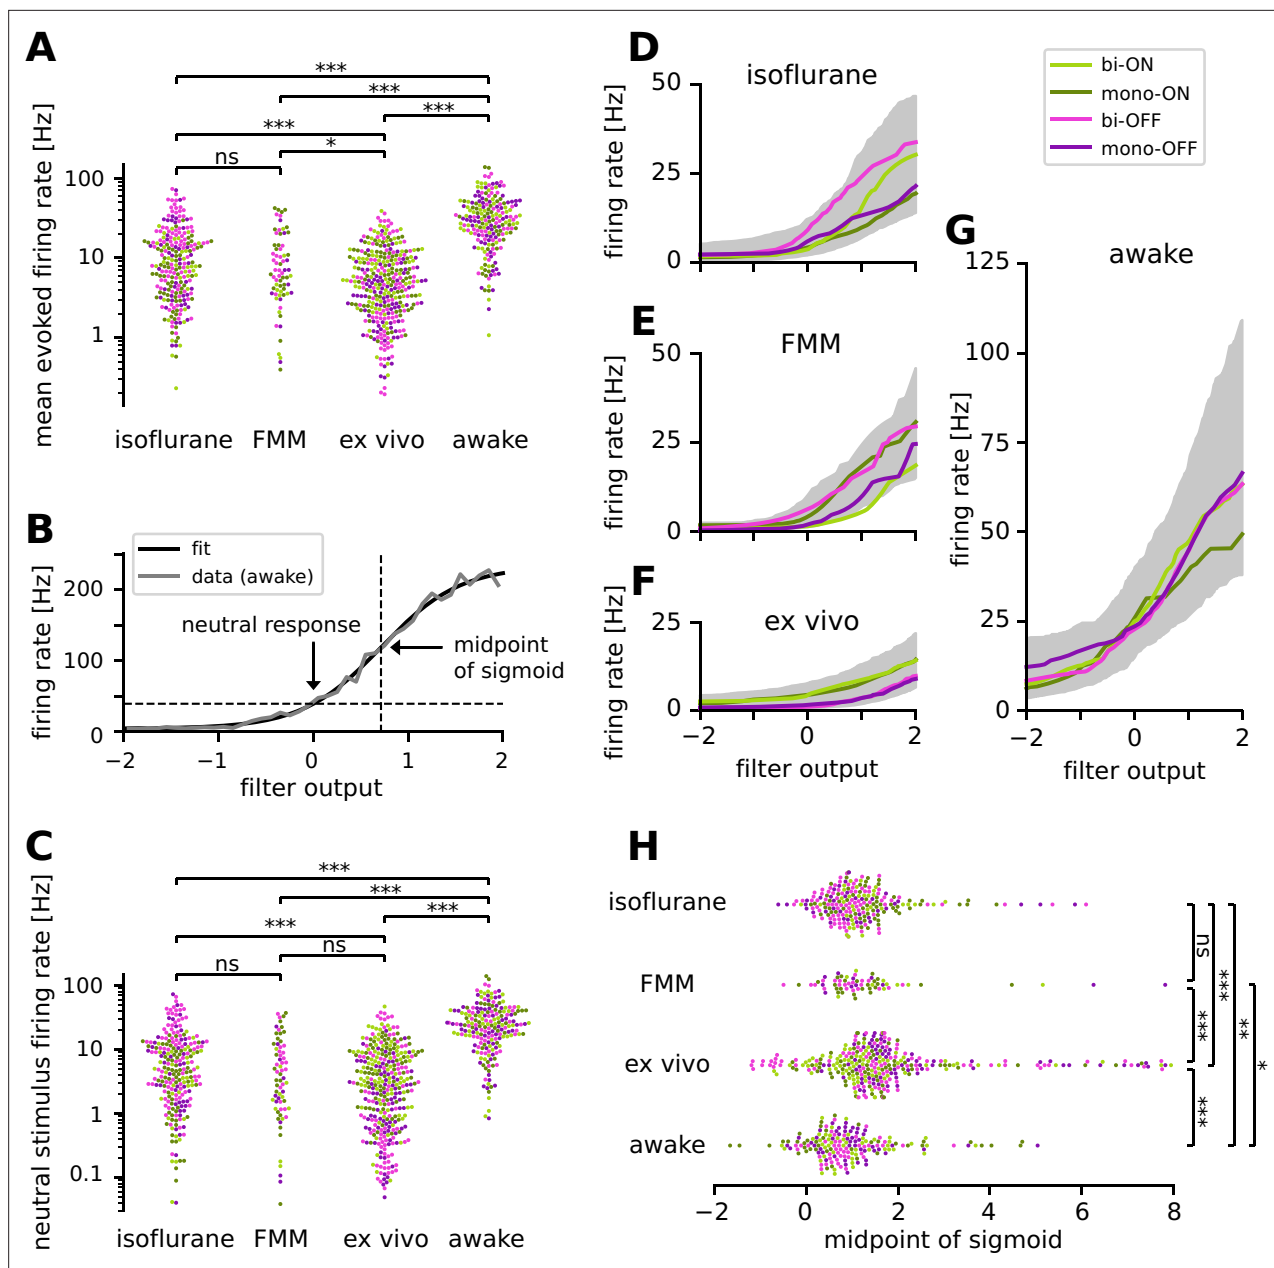 A
***
***
***
***
*
ns
mean evoked firing rate [Hz]
100
10
1
isoflurane FMM ex vivo awake
B
fit
data (awake)
neutral response
midpoint
of sigmoid
firing rate [Hz]
200
100
0
−2 −1 0 1 2
filter output
C
***
***
***
***
ns
ns
neutral stimulus firing rate [Hz]
100
10
1
0.1
isoflurane FMM ex vivo awake
D
isoflurane
firing rate [Hz]
50
25
0
bi-ON
mono-ON
bi-OFF
mono-OFF
E
FMM
firing rate [Hz]
50
25
0
F
ex vivo
firing rate [Hz]
25
0
−2 0 2
filter output
G
awake
firing rate [Hz]
125
100
75
50
25
0
−2 0 2
filter output
H
isoflurane
FMM
ex vivo
awake
ns
***
***
***
**
*
−2 0 2 4 6 8
midpoint of sigmoid